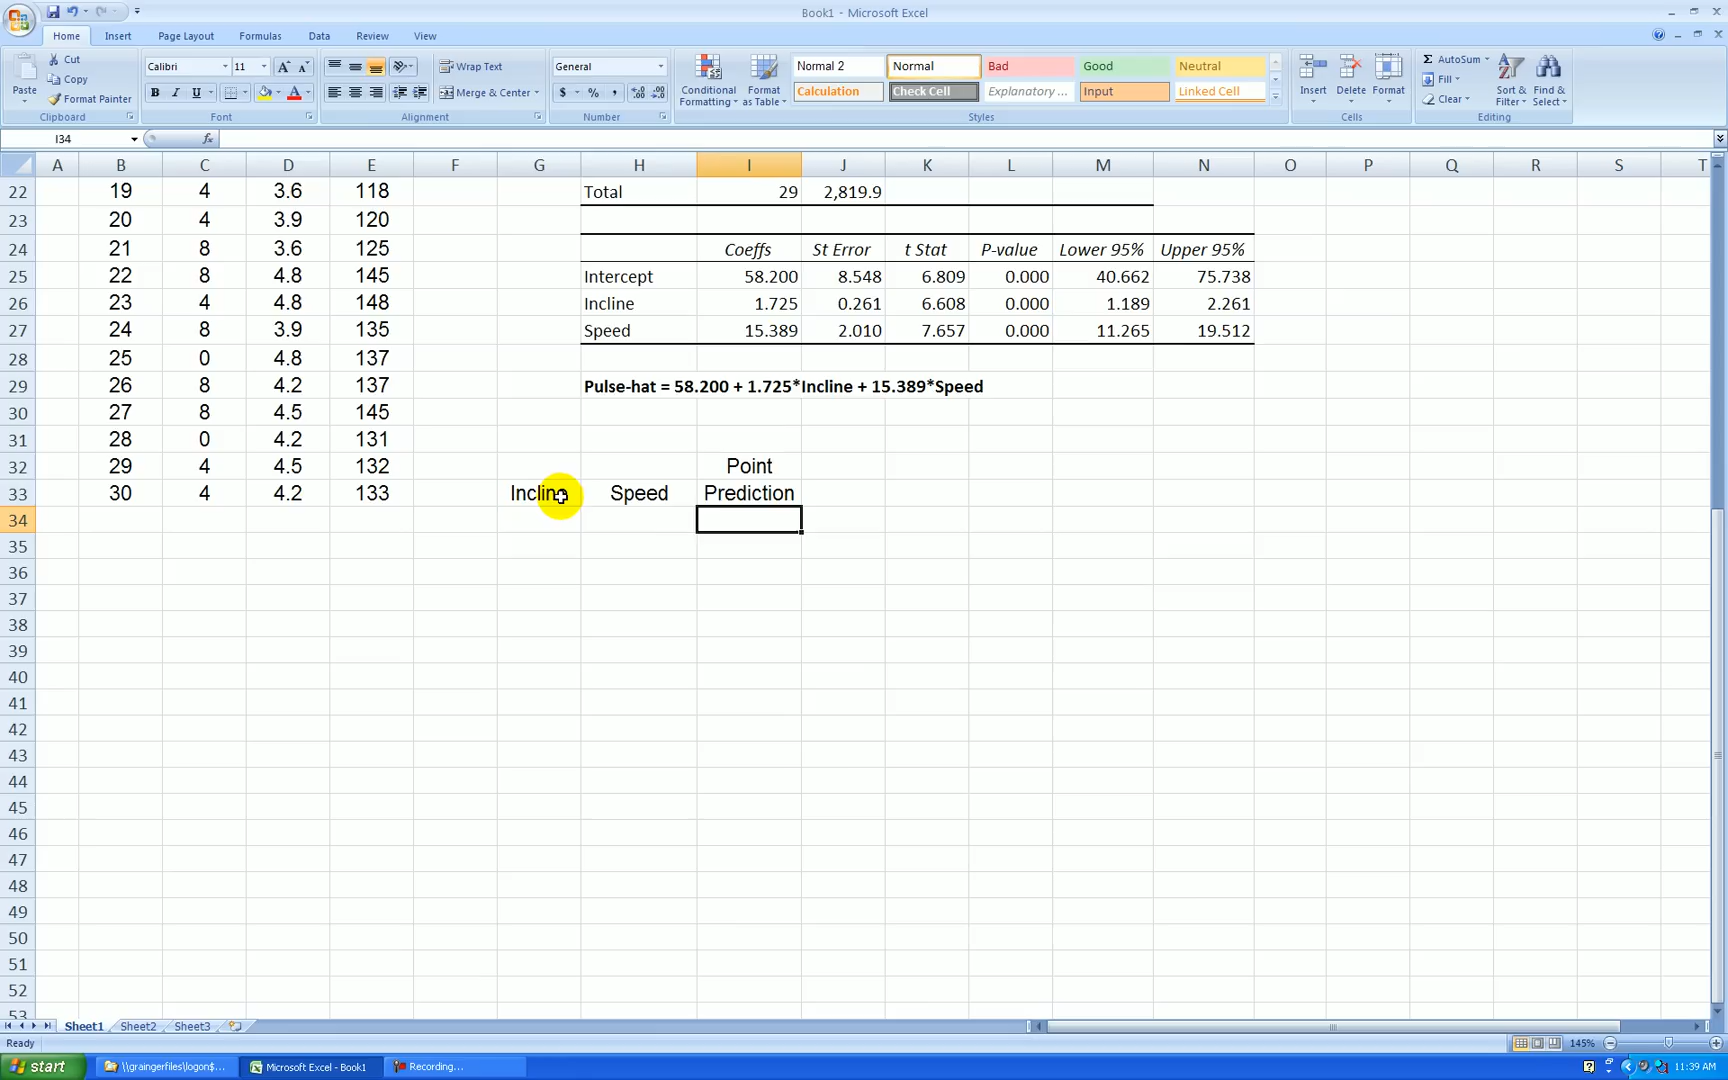 Book1 - Microsoft Excel
Home Insert Page Layout Formulas Data Review View
Cut
Copy
Format Painter
Paste
Clipboard
Calibri 11
B I U
Font
Wrap Text
Merge & Center
Alignment
General
$ % ,
Number
Conditional Formatting
Format as Table
Normal 2 Normal Bad Good Neutral
Calculation Check Cell Explanatory ... Input Linked Cell
Styles
Insert Delete Format
Cells
AutoSum
Fill
Clear
Sort & Filter
Find & Select
Editing
I34 fx
A B C D E F G H I J K L M N O P Q R S T
22 19 4 3.6 118 Total 29 2,819.9
23 20 4 3.9 120
24 21 8 3.6 125 Coeffs St Error t Stat P-value Lower 95% Upper 95%
25 22 8 4.8 145 Intercept 58.200 8.548 6.809 0.000 40.662 75.738
26 23 4 4.8 148 Incline 1.725 0.261 6.608 0.000 1.189 2.261
27 24 8 3.9 135 Speed 15.389 2.010 7.657 0.000 11.265 19.512
28 25 0 4.8 137
29 26 8 4.2 137 Pulse-hat = 58.200 + 1.725*Incline + 15.389*Speed
30 27 8 4.5 145
31 28 0 4.2 131
32 29 4 4.5 132 Point
33 30 4 4.2 133 Incline Speed Prediction
34
35
36
37
38
39
40
41
42
43
44
45
46
47
48
49
50
51
52
53
Sheet1 Sheet2 Sheet3
Ready 145%
start \\graingerfiles\logon$... Microsoft Excel - Book1 Recording... 11:39 AM